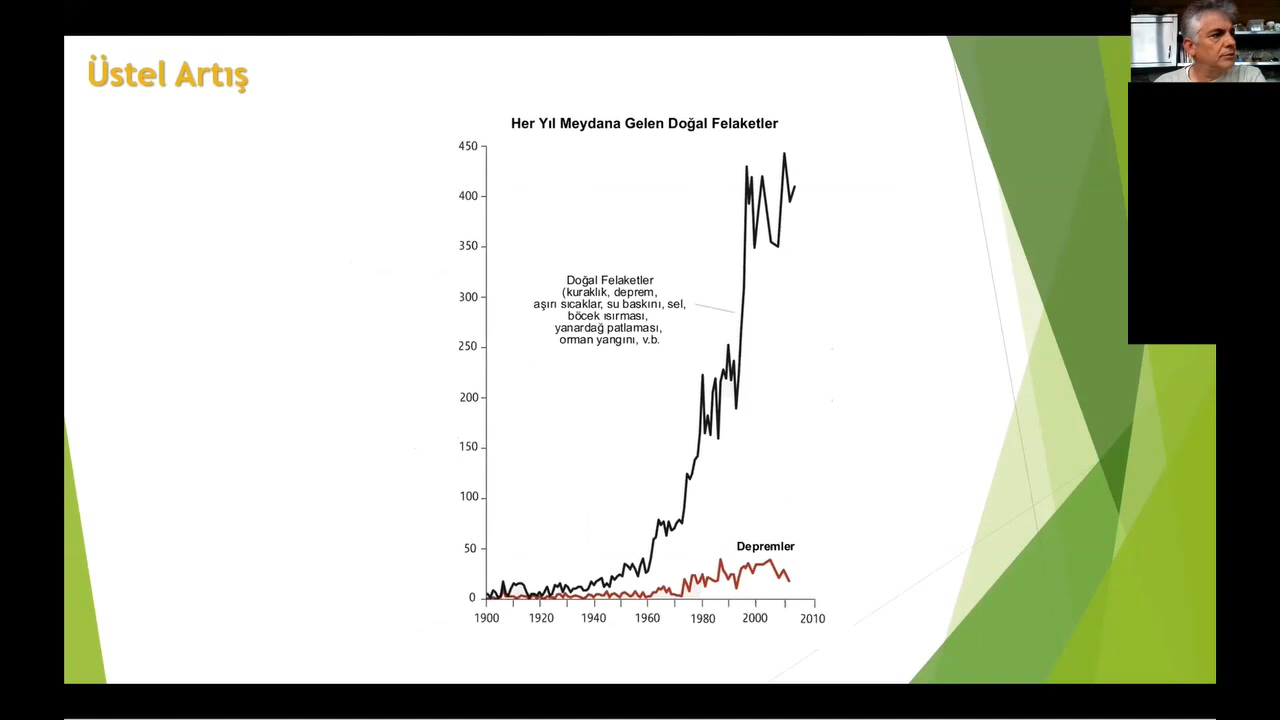 Üstel Artış
Her Yıl Meydana Gelen Doğal Felaketler
450
400
350
300
250
200
150
100
50
0
Doğal Felaketler
(kuraklık, deprem,
aşırı sıcaklar, su baskını, sel,
böcek ısırması,
yanardağ patlaması,
orman yangını, v.b.
Depremler
1900 1920 1940 1960 1980 2000 2010